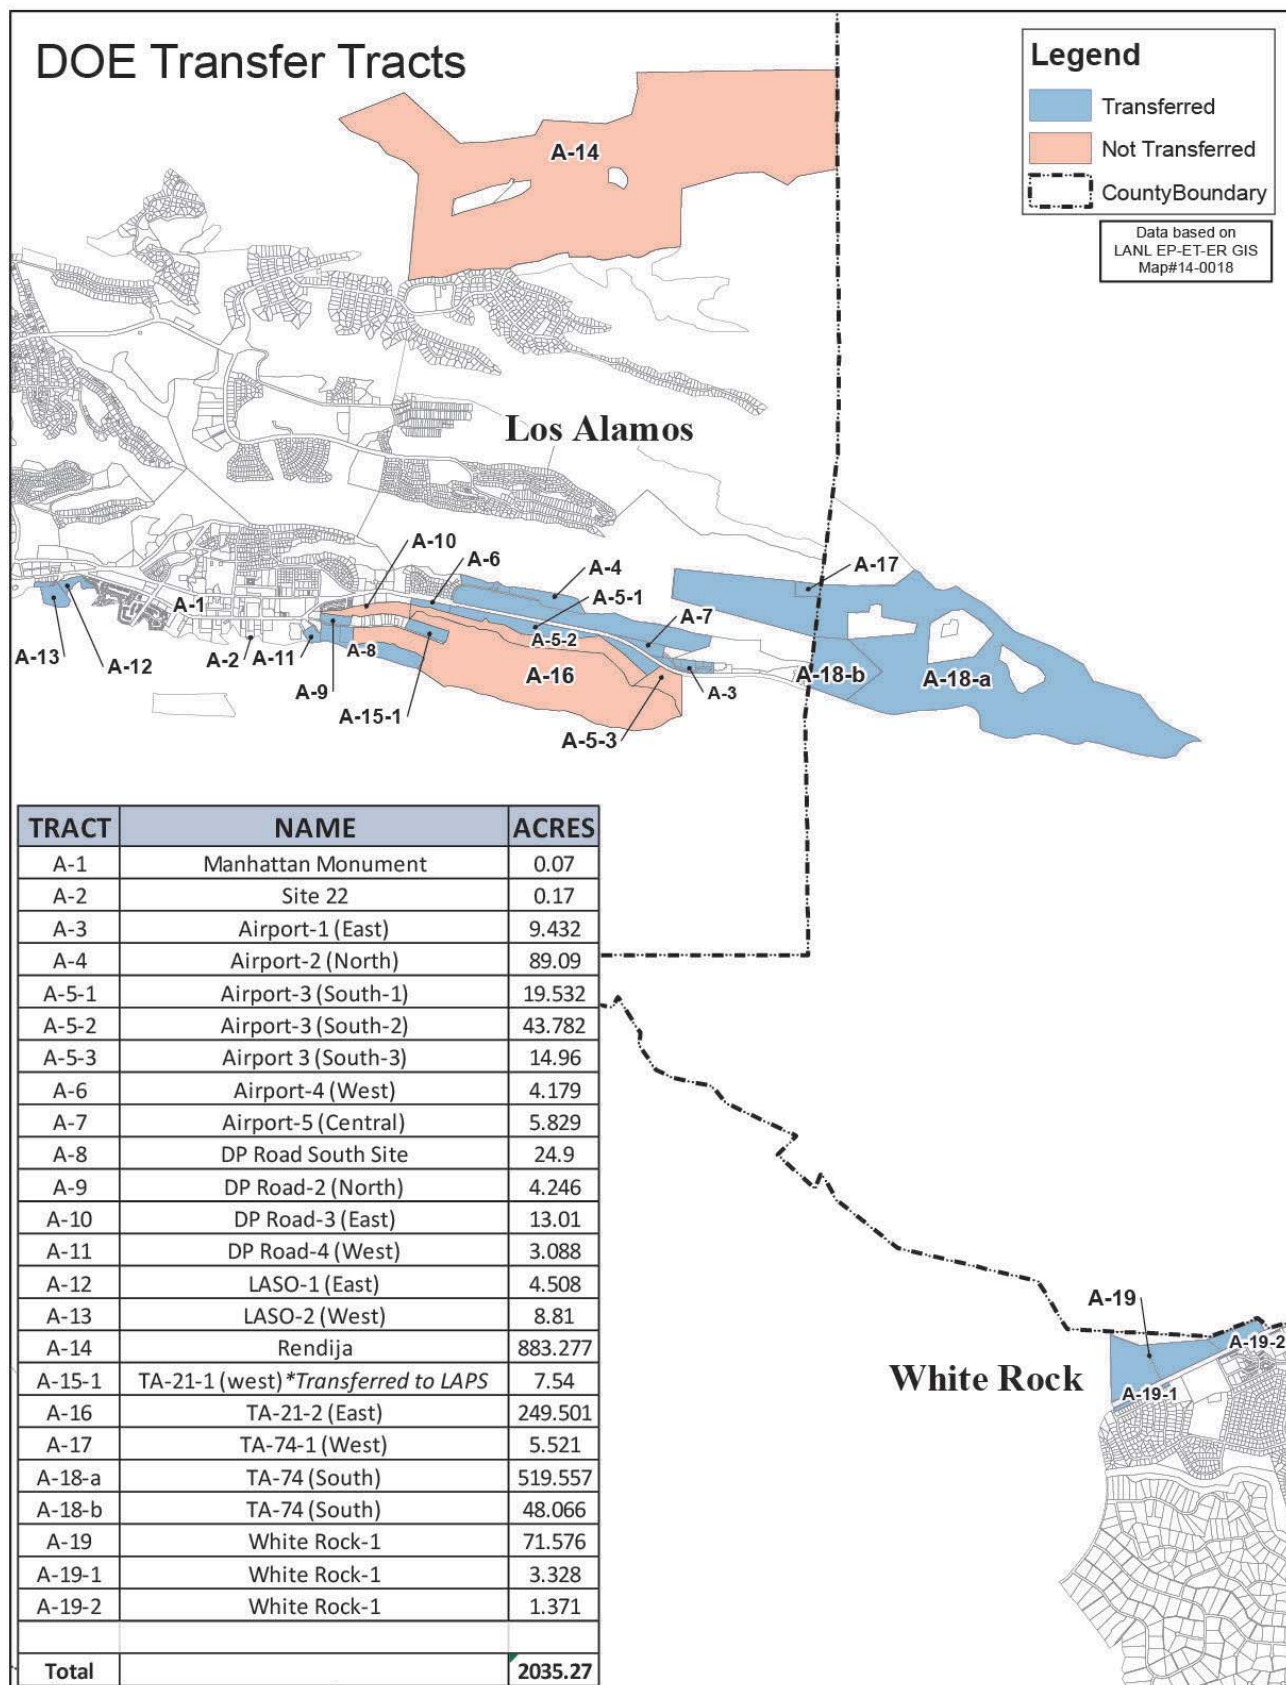 DOE Transfer Tracts
Legend
Transferred
Not Transferred
CountyBoundary
Data based on
LANL EP-ET-ER GIS
Map#14-0018
A-14
Los Alamos
A-10
A-6
A-4
A-17
A-5-1
A-1
A-7
A-5-2
A-13
A-12
A-2
A-11
A-8
A-9
A-16
A-3
A-18-b
A-18-a
A-15-1
A-5-3
TRACT NAME ACRES
A-1 Manhattan Monument 0.07
A-2 Site 22 0.17
A-3 Airport-1 (East) 9.432
A-4 Airport-2 (North) 89.09
A-5-1 Airport-3 (South-1) 19.532
A-5-2 Airport-3 (South-2) 43.782
A-5-3 Airport 3 (South-3) 14.96
A-6 Airport-4 (West) 4.179
A-7 Airport-5 (Central) 5.829
A-8 DP Road South Site 24.9
A-9 DP Road-2 (North) 4.246
A-10 DP Road-3 (East) 13.01
A-11 DP Road-4 (West) 3.088
A-12 LASO-1 (East) 4.508
A-13 LASO-2 (West) 8.81
A-14 Rendija 883.277
A-15-1 TA-21-1 (west) *Transferred to LAPS 7.54
A-16 TA-21-2 (East) 249.501
A-17 TA-74-1 (West) 5.521
A-18-a TA-74 (South) 519.557
A-18-b TA-74 (South) 48.066
A-19 White Rock-1 71.576
A-19-1 White Rock-1 3.328
A-19-2 White Rock-1 1.371
Total 2035.27
A-19
A-19-2
White Rock
A-19-1